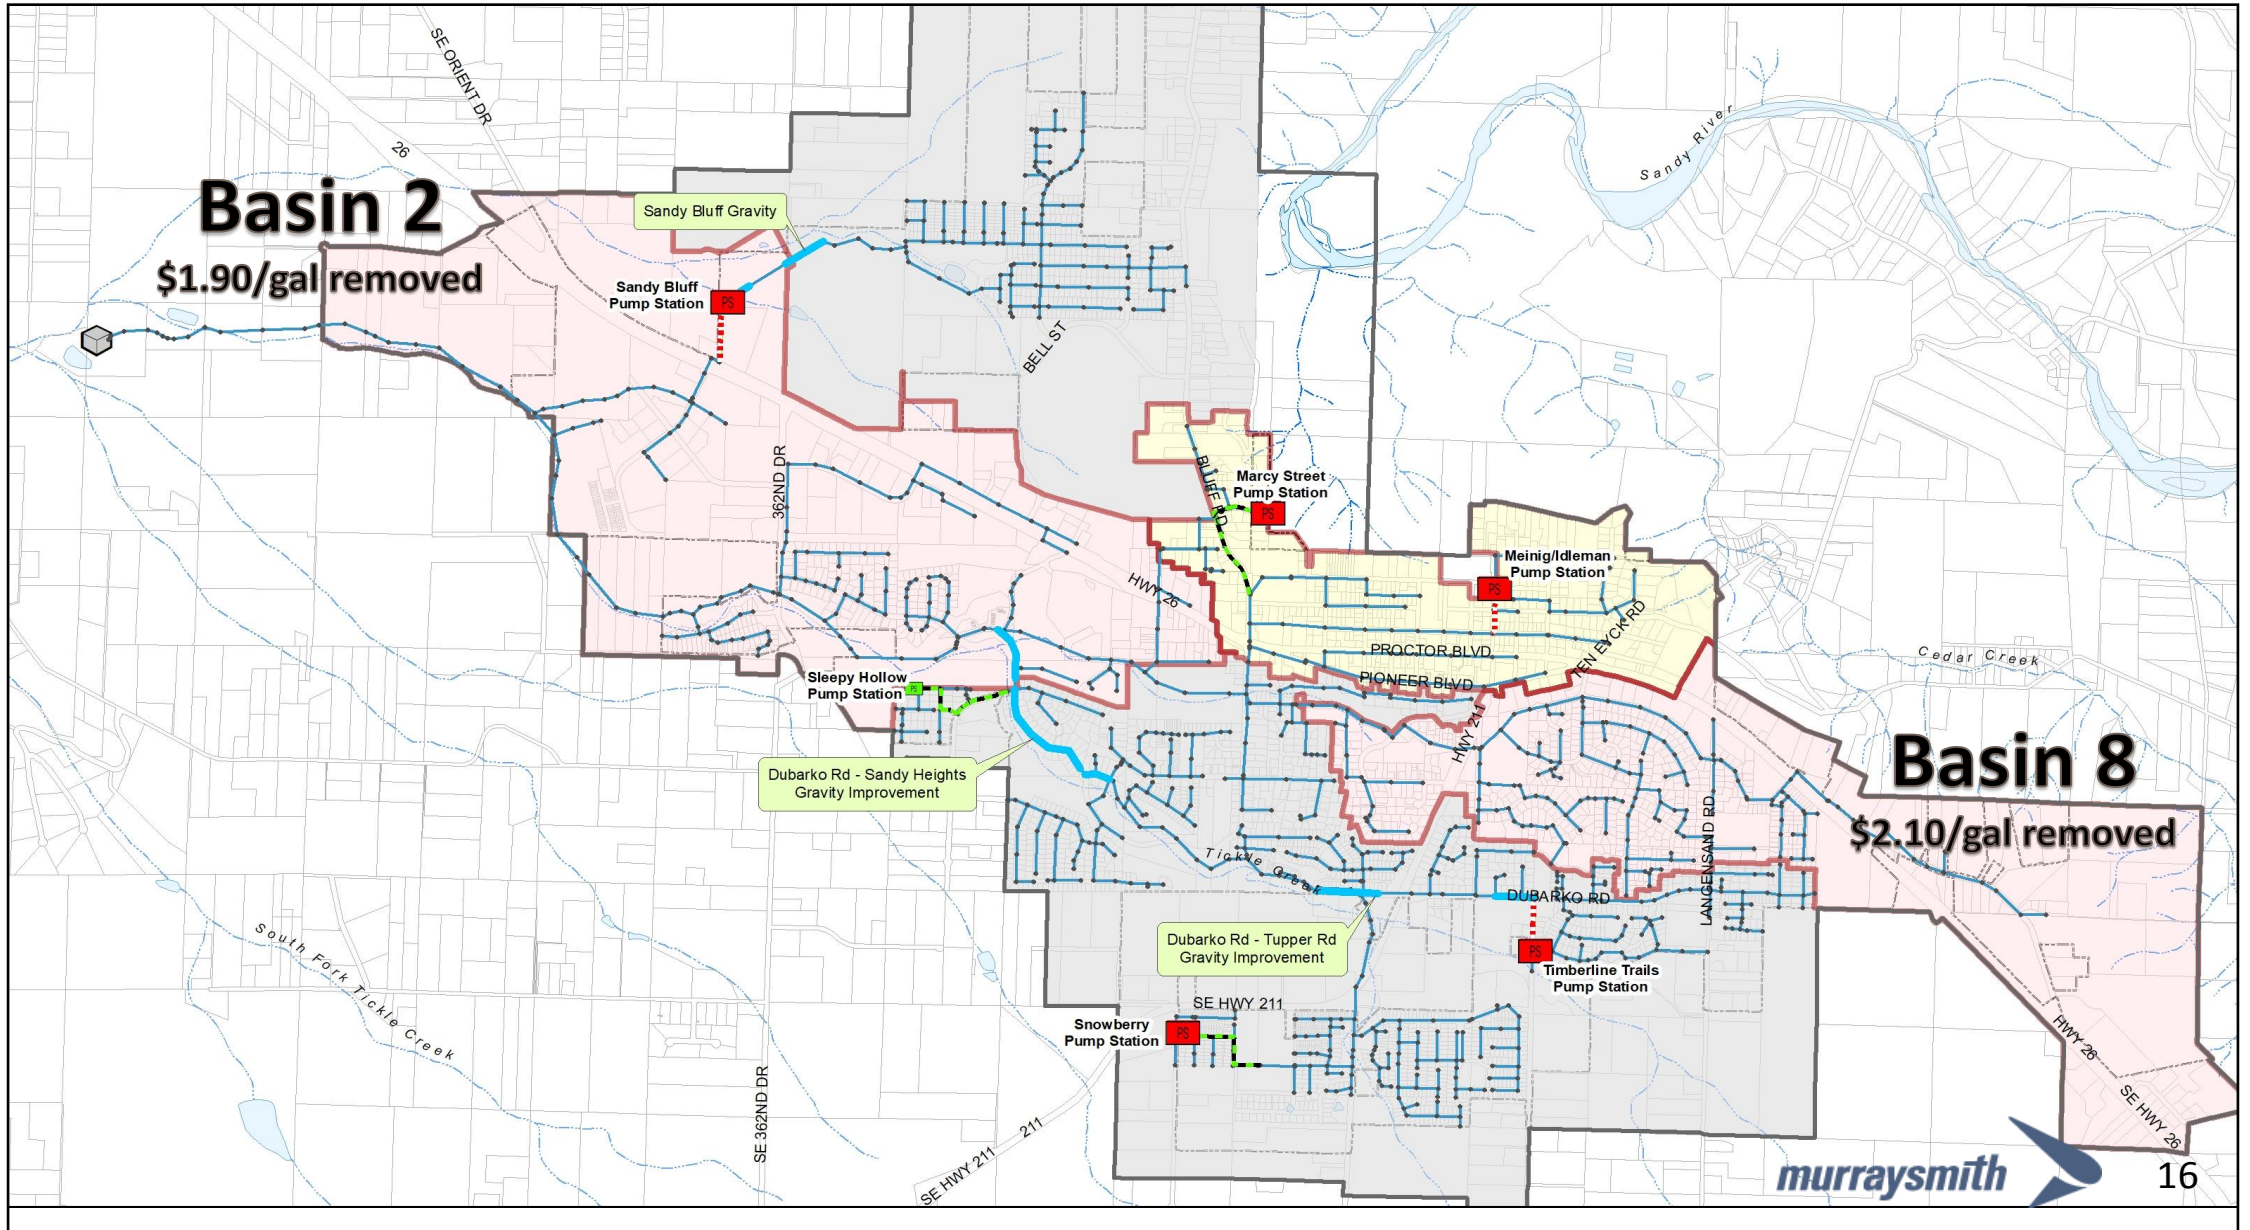 SE ORIENT DR
26
Sandy River
Basin 2
$1.90/gal removed
Sandy Bluff Gravity
Sandy Bluff
Pump Station
PS
BELL ST
362ND DR
BLUFF RD
Marcy Street
Pump Station
PS
Meinig/Idleman
Pump Station
PS
HWY 26
PROCTOR BLVD
PIONEER BLVD
TEN EYCK RD
Cedar Creek
Sleepy Hollow
Pump Station
PS
HWY 211
Basin 8
$2.10/gal removed
Dubarko Rd - Sandy Heights
Gravity Improvement
Tickle Creek
DUBARKO RD
LANGENSAND RD
Dubarko Rd - Tupper Rd
Gravity Improvement
PS
Timberline Trails
Pump Station
South Fork Tickle Creek
SE HWY 211
Snowberry
Pump Station
PS
HWY 26
SE HWY 26
SE 362ND DR
211
SE HWY 211
murraysmith
16